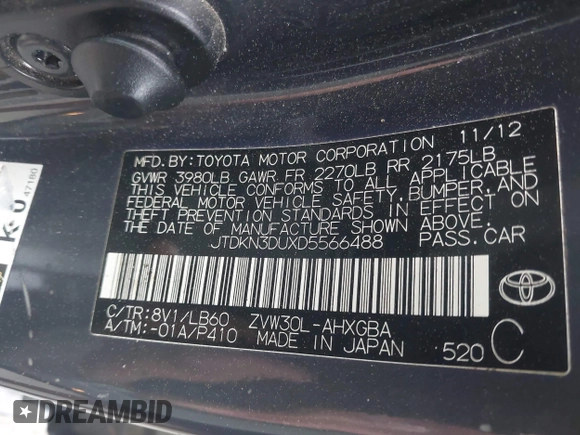 MFD.BY:TOYOTA MOTOR CORPORATION 11/12
GVWR 3980LB GAWR FR 2270LB RR 2175LB
THIS VEHICLE CONFORMS TO ALL APPLICABLE
FEDERAL MOTOR VEHICLE SAFETY,BUMPER,AND
THEFT PREVENTION STANDARDS IN EFFECT ON
THE DATE OF MANUFACTURE SHOWN ABOVE.
JTDKN3DUXD5566488 PASS.CAR
C/TR:8V1/LB60 ZVW30L-AHXGBA
A/TM:-01A/P410 MADE IN JAPAN 520 C
47180
DREAMBID